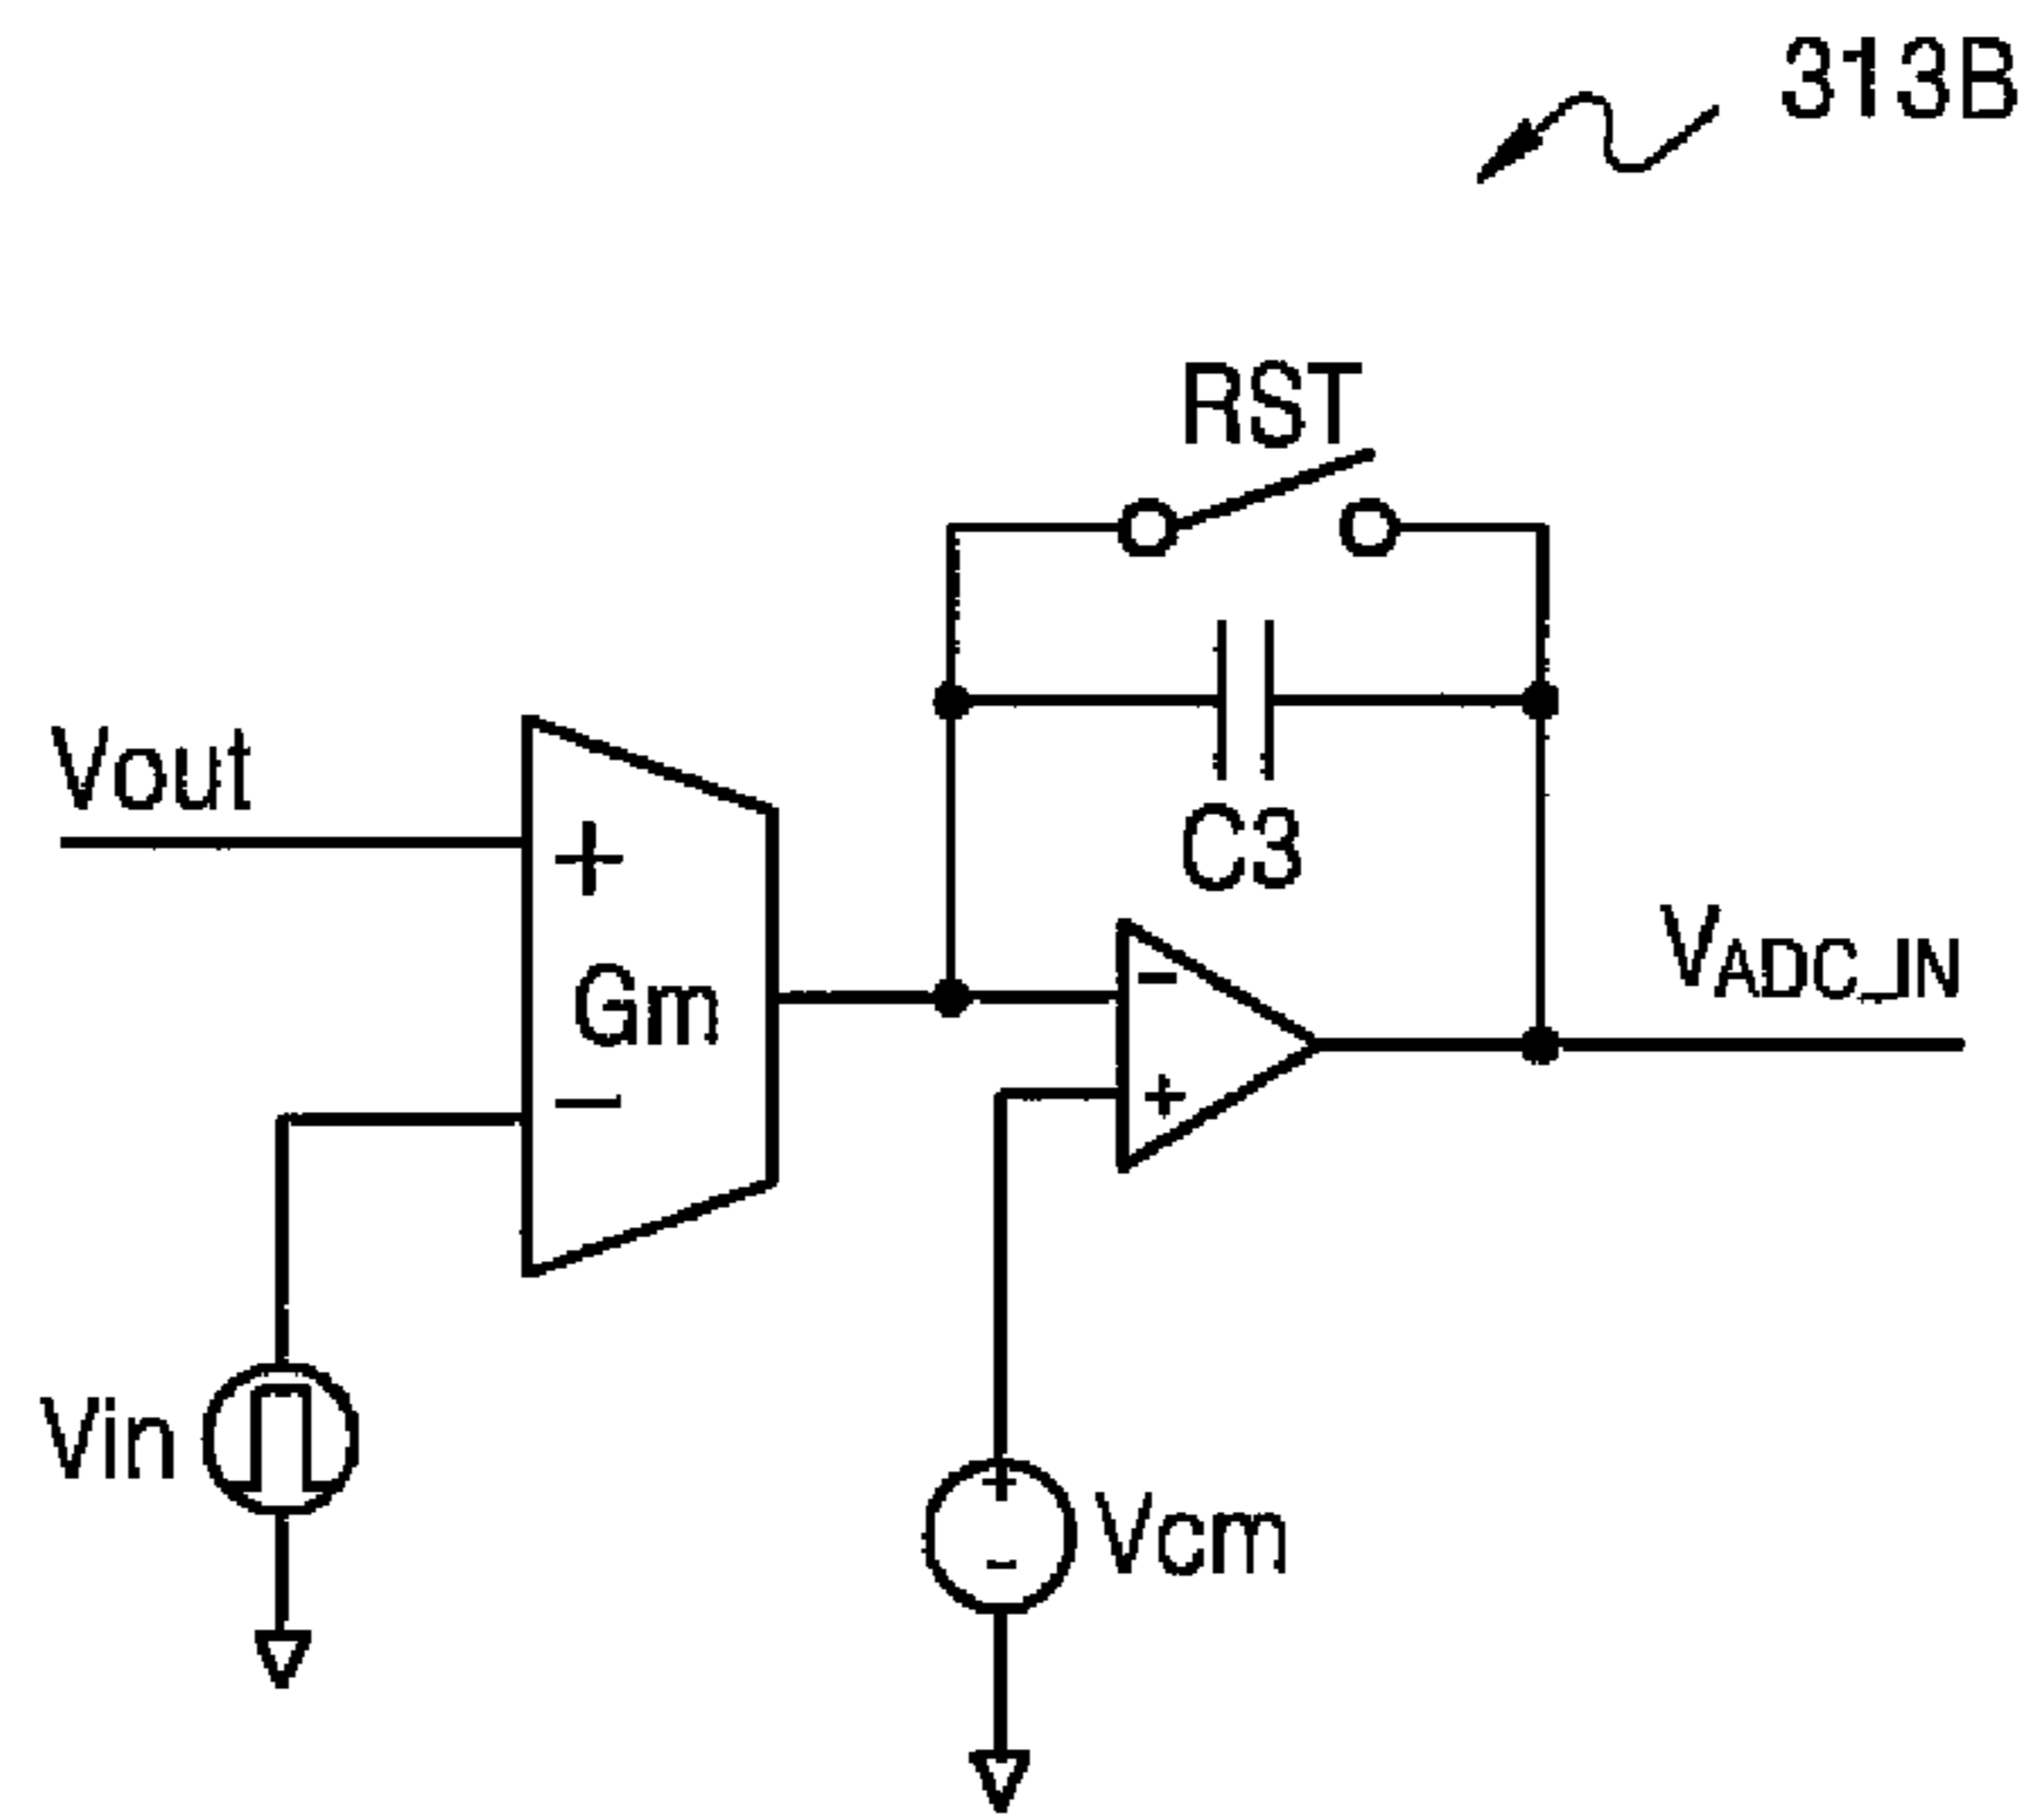 313B
RST
C3
Vout
+
Gm
−
-
+
VADC_IN
Vin
+
-
Vcm